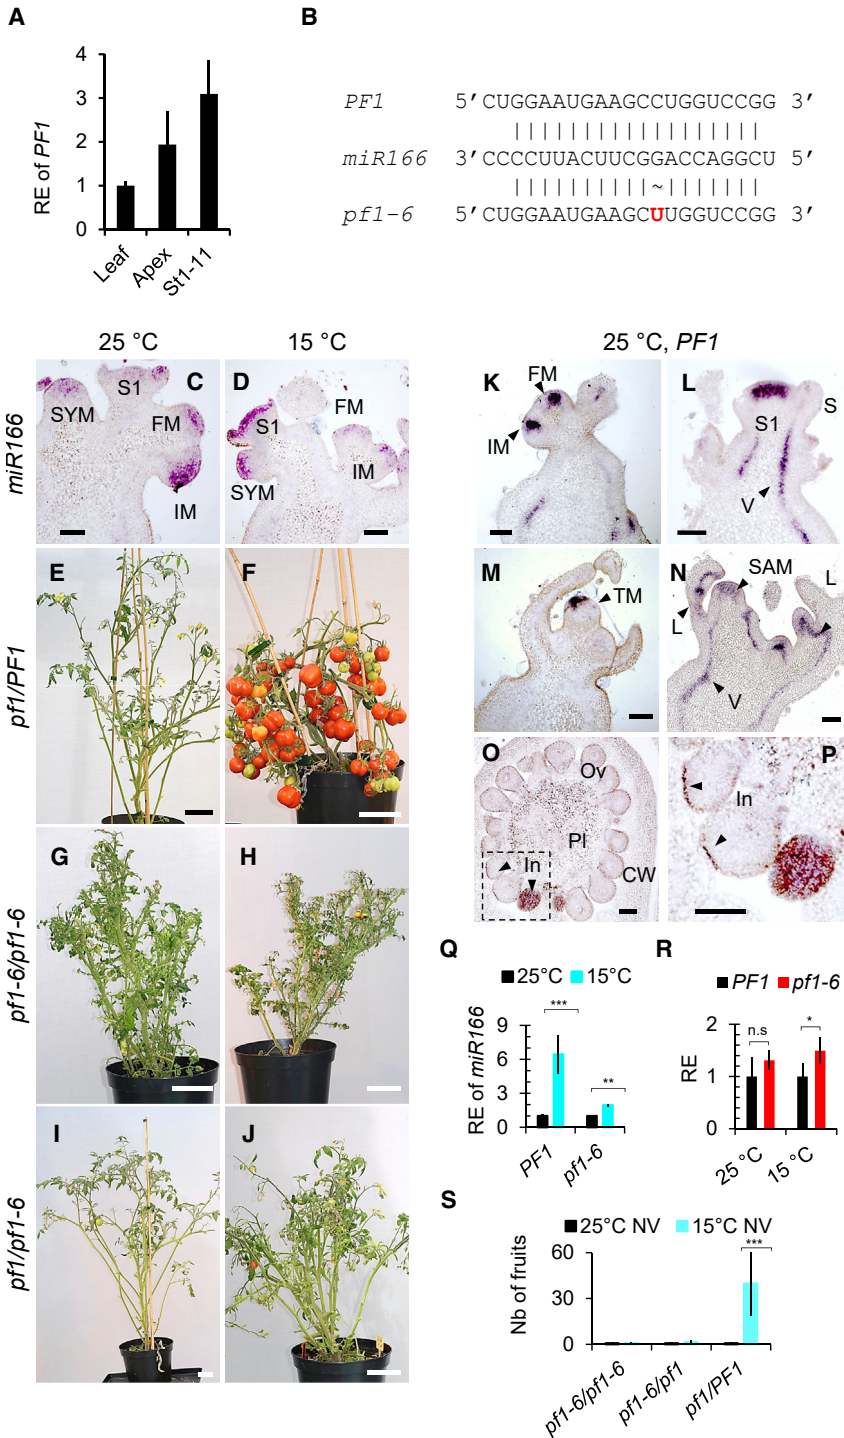 A
B
4
3
2
1
0
RE of PF1
Leaf
Apex
St1-11
PF1 5′CUGGAAUGAAGCCUGGUCCGG 3′
||||||||||||||||||
miR166 3′CCCCUUACUUCGGACCAGGCU 5′
||||||||||~|||||||
pf1-6 5′CUGGAAUGAAGCUUGGUCCGG 3′
25 °C
15 °C
25 °C, PF1
miR166
C
S1
SYM
FM
IM
D
FM
S1
IM
SYM
K
FM
IM
L
S1
S
V
pf1/PF1
E
F
M
TM
N
SAM
L
L
V
O
Ov
Pl
In
CW
P
In
pf1-6/pf1-6
G
H
Q
25°C 15°C
RE of miR166
9
6
3
0
***
**
PF1
pf1-6
R
PF1 pf1-6
RE
2
1
0
n.s
*
25 °C
15 °C
pf1/pf1-6
I
J
S
25°C NV 15°C NV
Nb of fruits
60
30
0
***
pf1-6/pf1-6
pf1-6/pf1
pf1/PF1